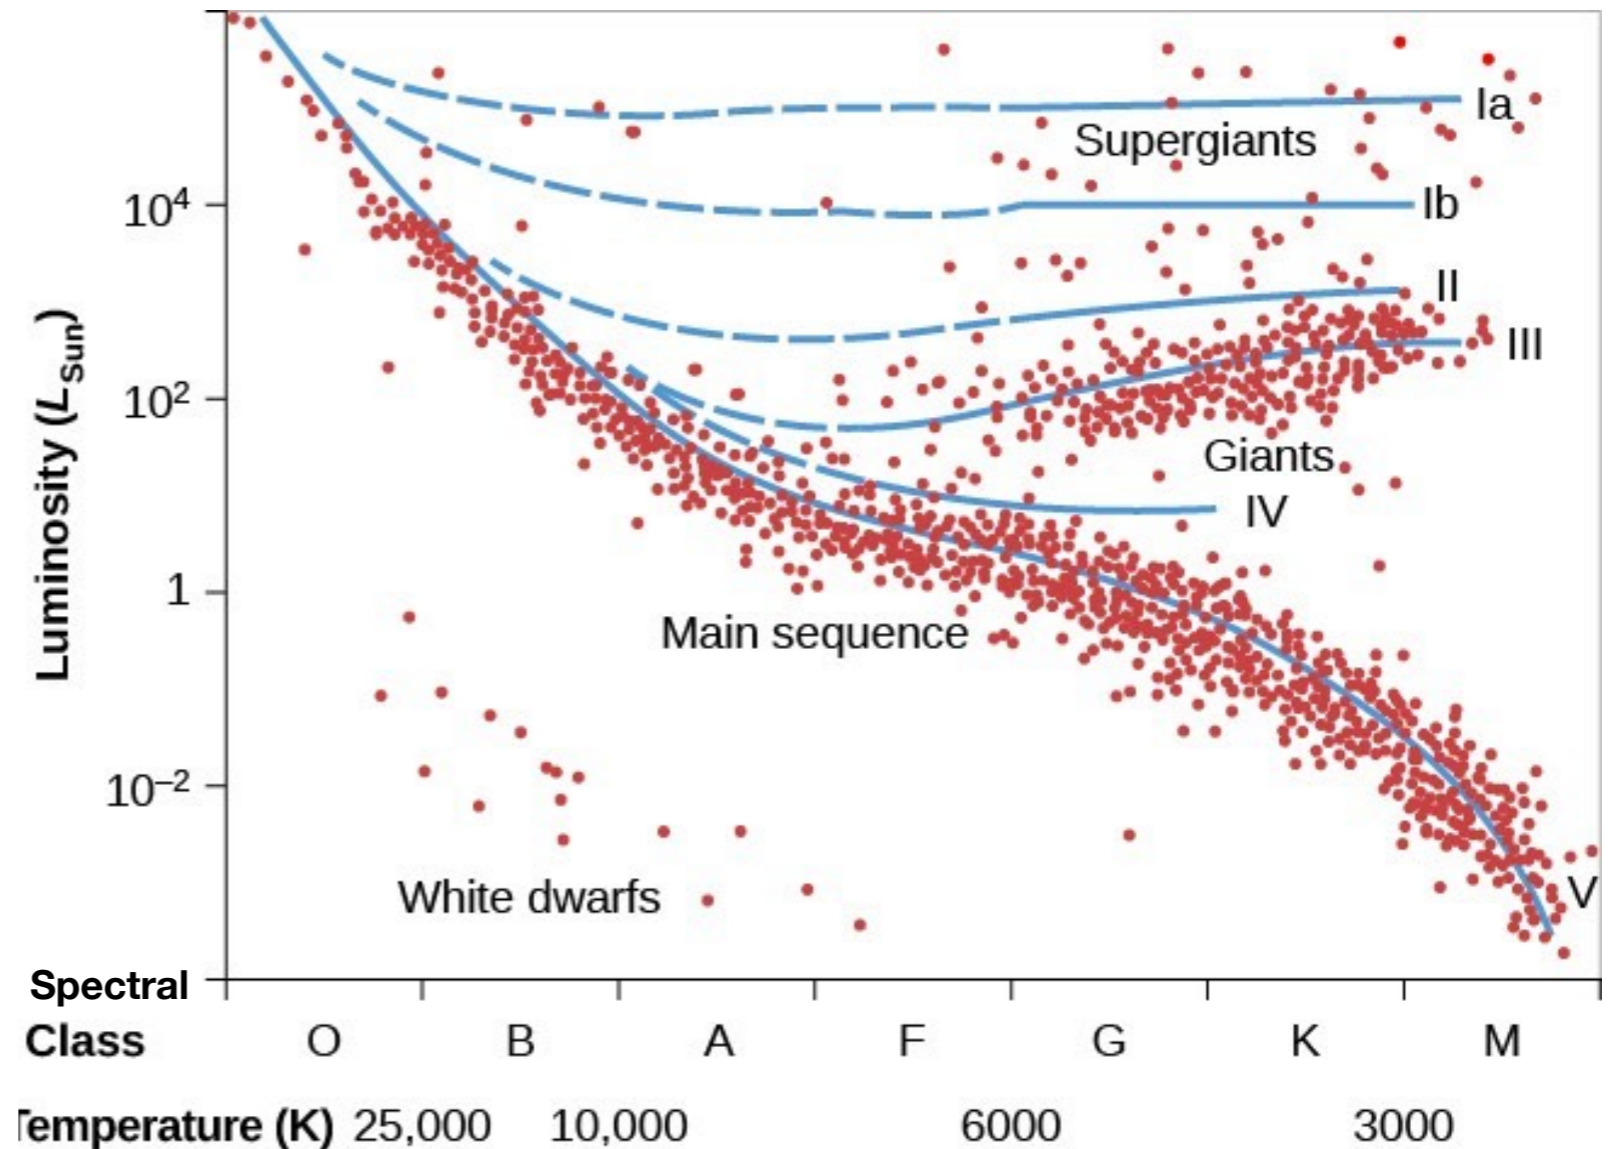 Ia
Supergiants
10⁴
Ib
II
Luminosity (L_Sun)
III
10²
Giants
IV
1
Main sequence
10⁻²
White dwarfs
V
Spectral
Class O B A F G K M
Temperature (K) 25,000 10,000 6000 3000